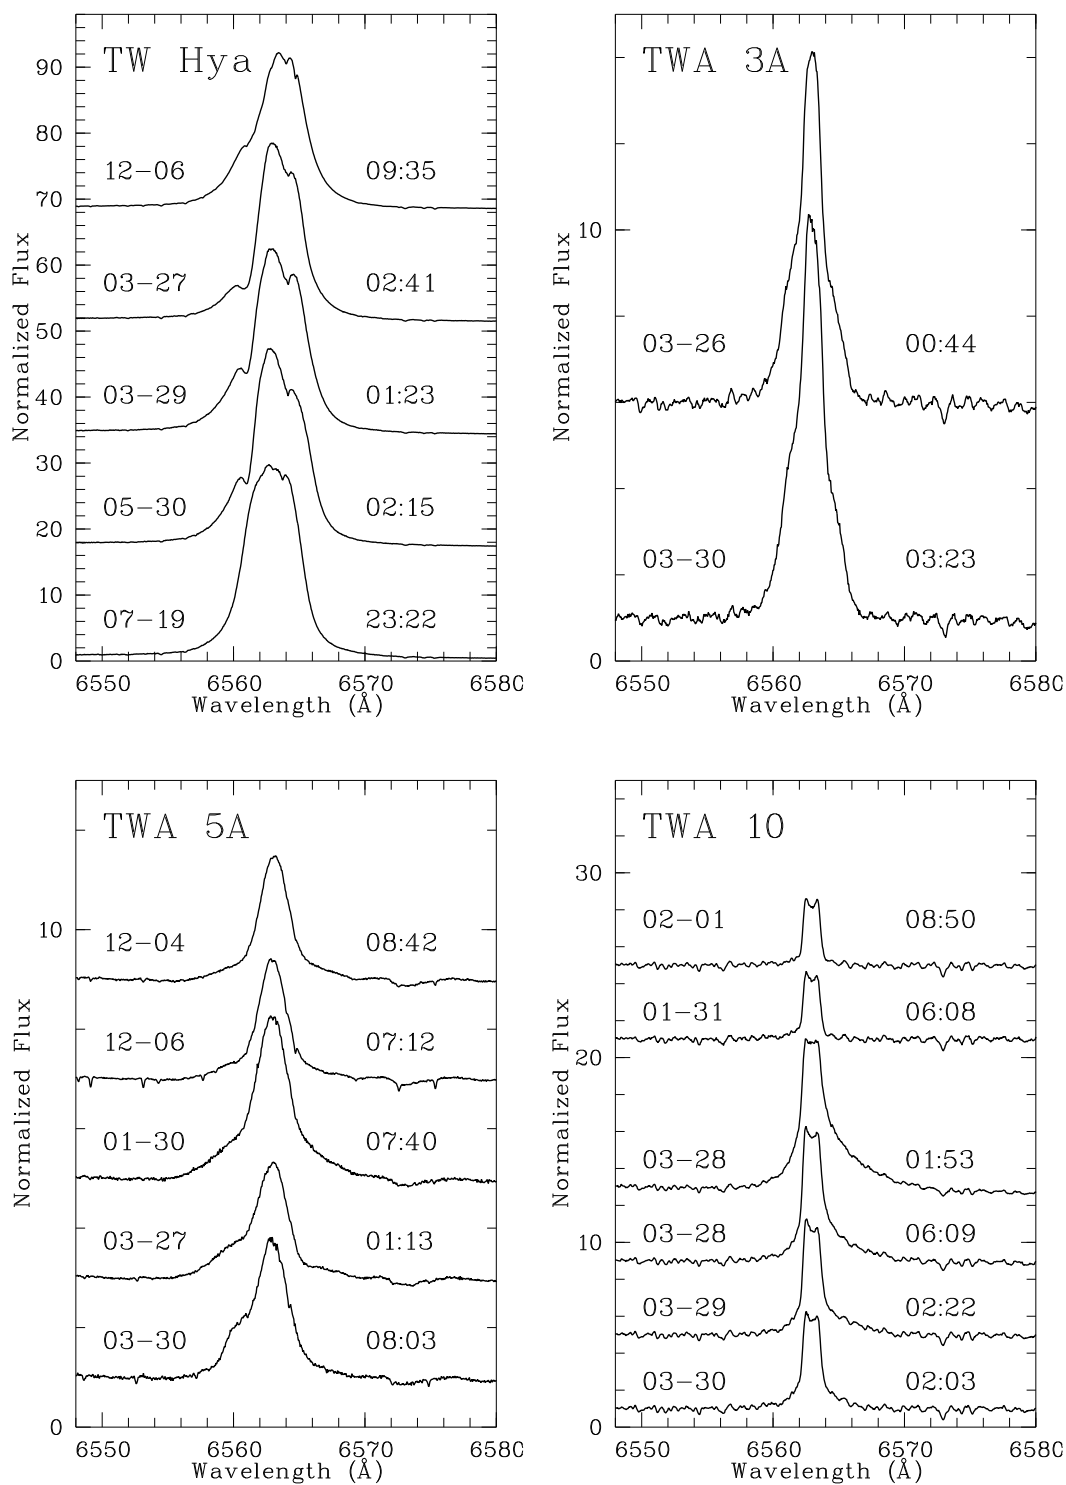 TW Hya
90
12-06 09:35
80
70
60
03-27 02:41
50
40
03-29 01:23
30
05-30 02:15
20
10
07-19 23:22
0
6550 6560 6570 6580
Wavelength (Å)
Normalized Flux
TWA 3A
10
03-26 00:44
03-30 03:23
0
6550 6560 6570 6580
Wavelength (Å)
Normalized Flux
TWA 5A
10
12-04 08:42
12-06 07:12
01-30 07:40
03-27 01:13
03-30 08:03
0
6550 6560 6570 6580
Wavelength (Å)
Normalized Flux
TWA 10
30
02-01 08:50
01-31 06:08
20
03-28 01:53
03-28 06:09
10
03-29 02:22
03-30 02:03
0
6550 6560 6570 6580
Wavelength (Å)
Normalized Flux